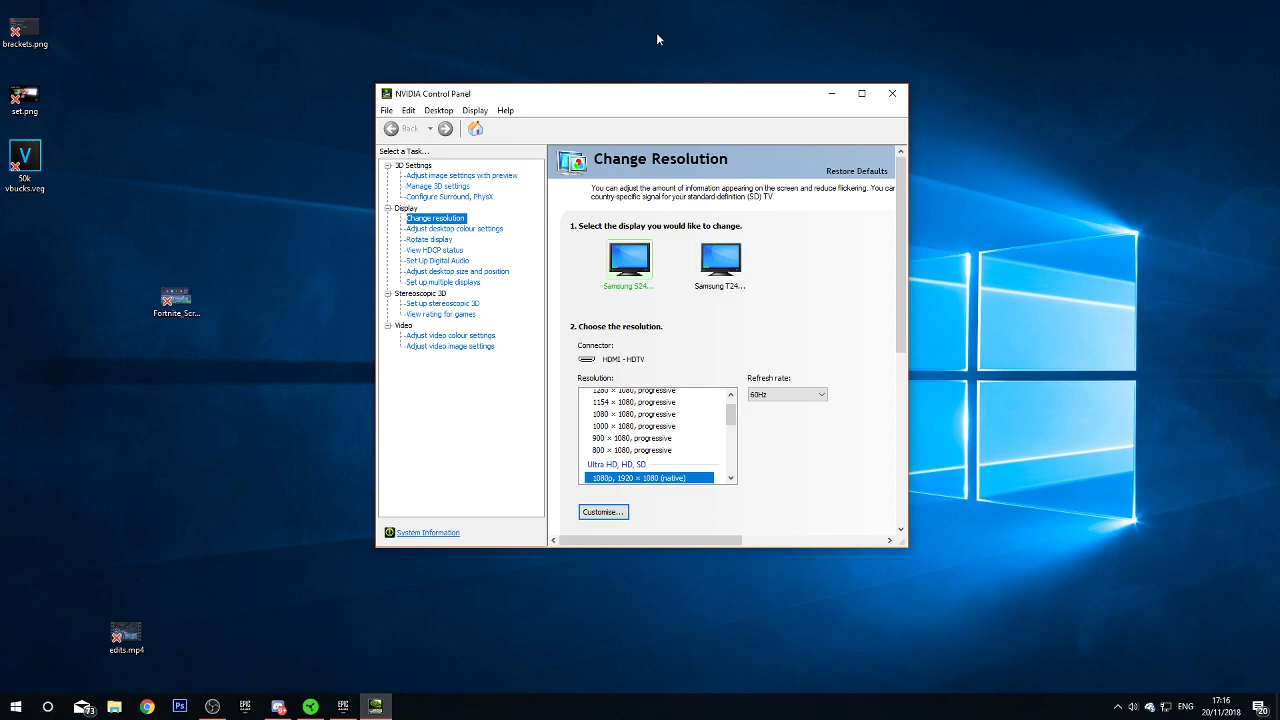 brackets.png
set.png
V
50k
vbucks.veg
Fortnite_Scr...
edits.mp4
NVIDIA Control Panel
File Edit Desktop Display Help
Back
Select a Task...
3D Settings
Adjust image settings with preview
Manage 3D settings
Configure Surround, PhysX
Display
Change resolution
Adjust desktop colour settings
Rotate display
View HDCP status
Set Up Digital Audio
Adjust desktop size and position
Set up multiple displays
Stereoscopic 3D
Set up stereoscopic 3D
View rating for games
Video
Adjust video colour settings
Adjust video image settings
System Information
Change Resolution
Restore Defaults
You can adjust the amount of information appearing on the screen and reduce flickering. You can
country-specific signal for your standard-definition (SD) TV.
1. Select the display you would like to change.
Samsung S24...
Samsung T24...
2. Choose the resolution.
Connector:
HDMI - HDTV
Resolution:
Refresh rate:
60Hz
1280 × 1080, progressive
1154 × 1080, progressive
1080 × 1080, progressive
1000 × 1080, progressive
900 × 1080, progressive
800 × 1080, progressive
Ultra HD, HD, SD
1080p, 1920 × 1080 (native)
Customise...
23
Ps
EPIC
EPIC
ENG
17:16
20/11/2018
20